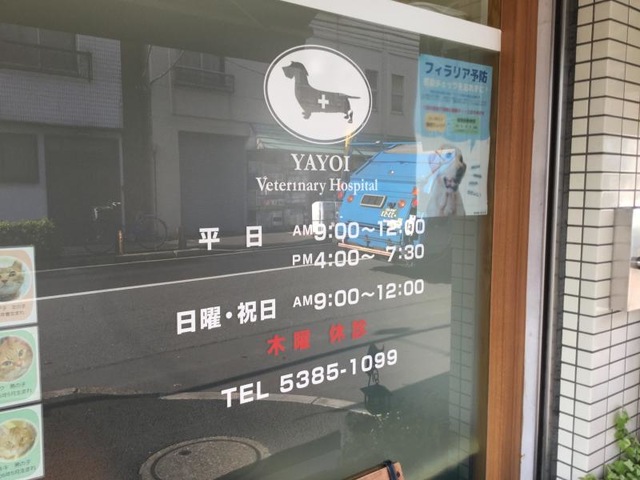 YAYOI
Veterinary Hospital
平日 AM9:00～12:00
PM4:00～7:30
日曜・祝日 AM9:00～12:00
木曜 休診
TEL 5385-1099
フィラリア予防